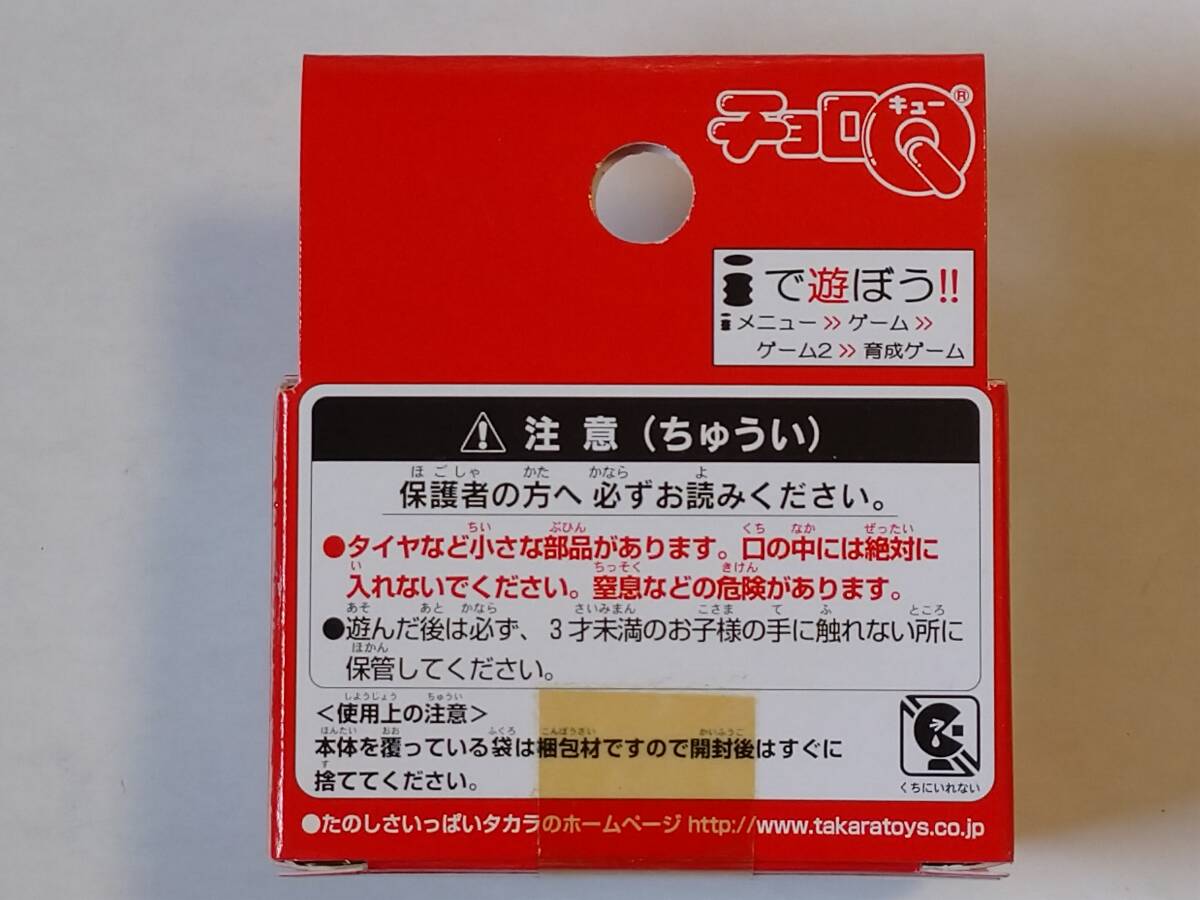 チョロQ®
キュー
iで遊ぼう!!
iメニュー≫ゲーム≫
ゲーム2≫育成ゲーム
注意(ちゅうい)
ほごしゃ かた かなら よ
保護者の方へ 必ずお読みください。
ちい ぶひん くち なか ぜったい
●タイヤなど小さな部品があります。口の中には絶対に
い ちっそく きけん
入れないでください。窒息などの危険があります。
あそ あと かなら さいみまん こさま て ふ ところ
●遊んだ後は必ず、3才未満のお子様の手に触れない所に
ほかん
保管してください。
しようじょう ちゅうい
<使用上の注意>
ほんたい おお ふくろ こんぽうざい かいふうご
本体を覆っている袋は梱包材ですので開封後はすぐに
す
捨ててください。
くちにいれない
●たのしさいっぱいタカラのホームページ http://www.takaratoys.co.jp